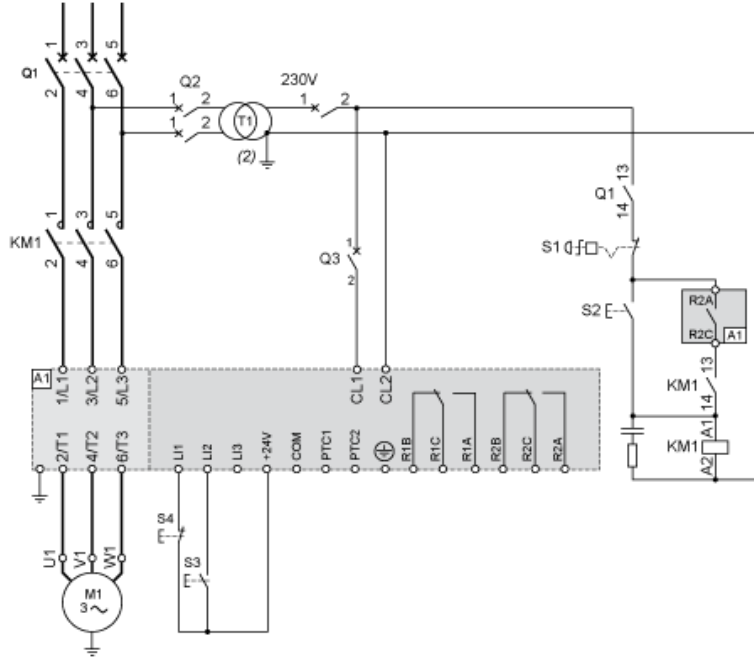 1 3 5
Q1
2 4 6
Q2
1 2
1 2
T1
(2)
230V
1 2
13
Q1
14
1 3 5
KM1
2 4 6
Q3
1
2
S1
S2
R2A
R2C
A1
13
KM1
14
A1
KM1
A2
A1
1/L1 3/L2 5/L3
CL1 CL2
2/T1 4/T2 6/T3
LI1 LI2 LI3 +24V COM PTC1 PTC2 R1B R1C R1A R2B R2C R2A
S4
S3
U1 V1 W1
M1
3